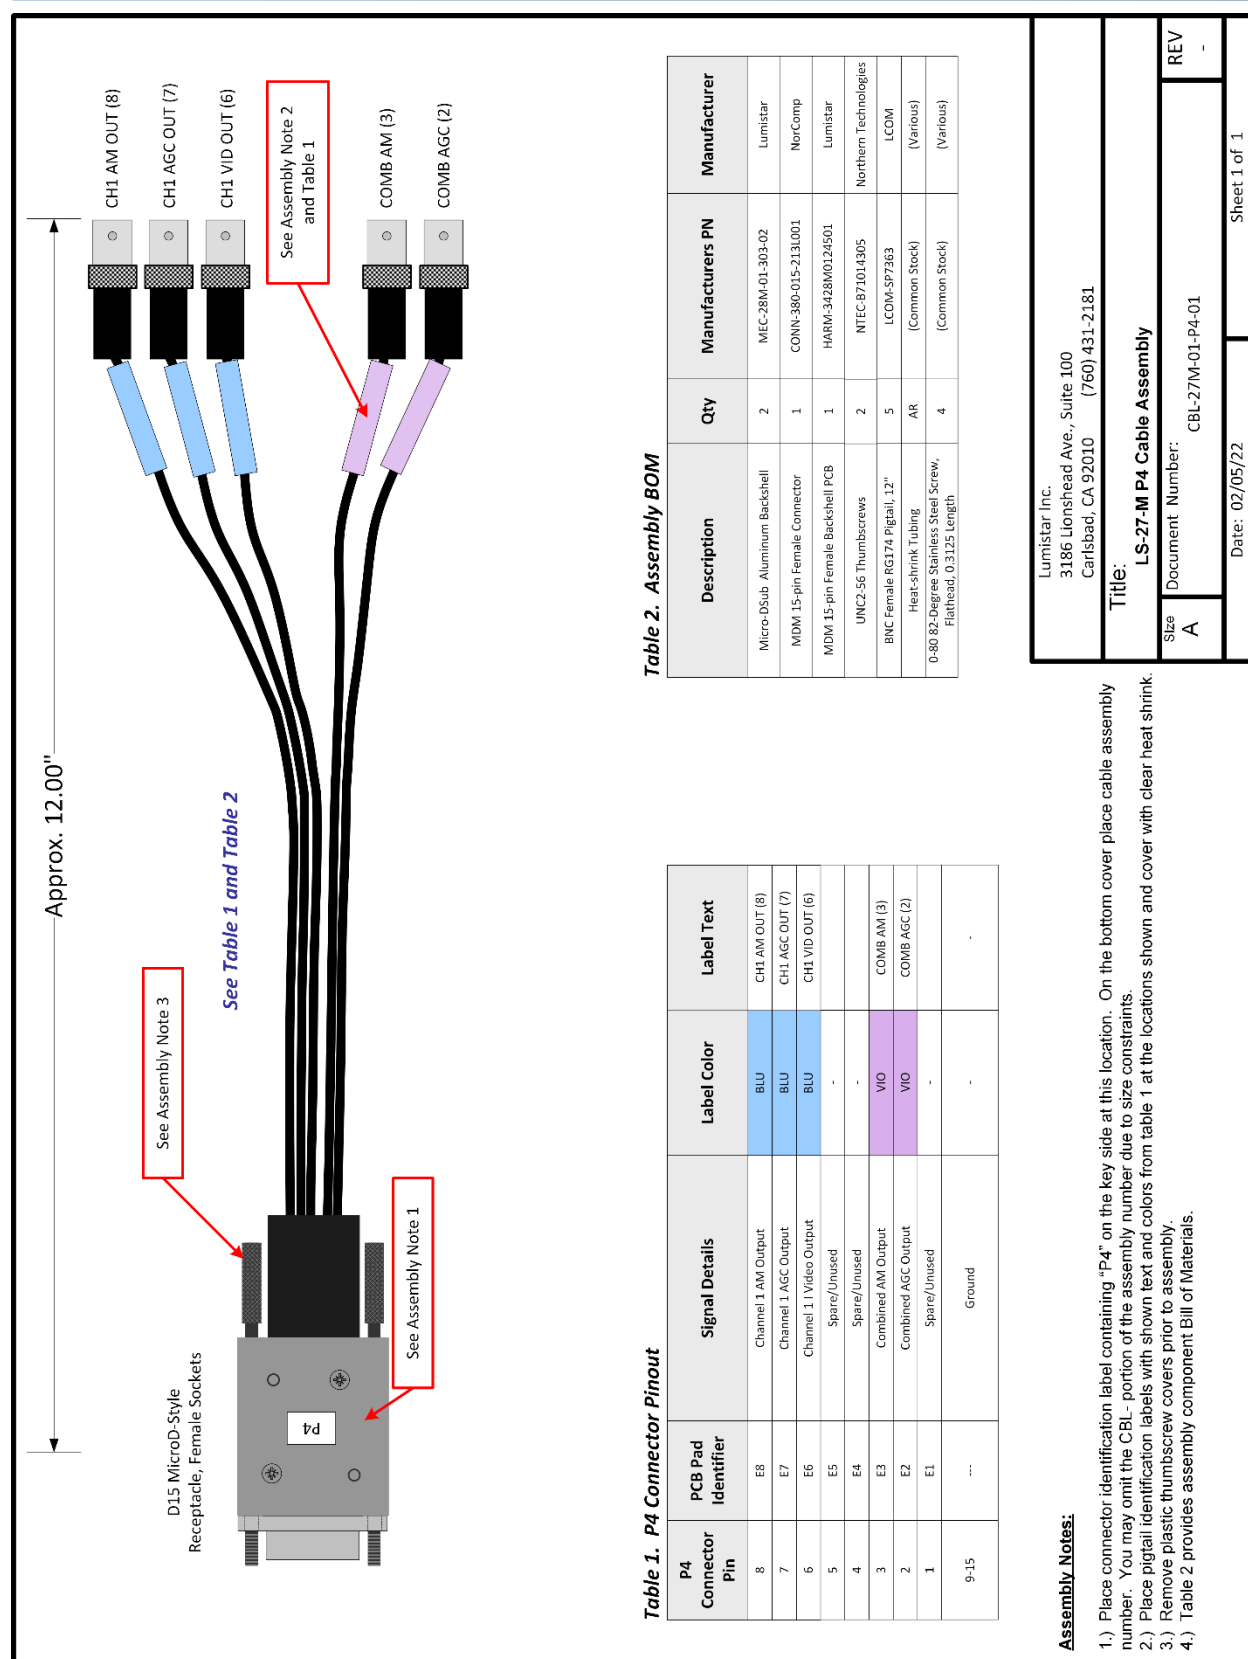 Approx. 12.00"
CH1 AM OUT (8)
CH1 AGC OUT (7)
CH1 VID OUT (6)
COMB AM (3)
COMB AGC (2)
See Assembly Note 2
and Table 1
See Assembly Note 3
See Table 1 and Table 2
See Assembly Note 1
D15 MicroD-Style
Receptacle, Female Sockets
P4
Table 1. P4 Connector Pinout
P4 Connector Pin PCB Pad Identifier Signal Details Label Color Label Text
8 E8 Channel 1 AM Output BLU CH1 AM OUT (8)
7 E7 Channel 1 AGC Output BLU CH1 AGC OUT (7)
6 E6 Channel 1 I Video Output BLU CH1 VID OUT (6)
5 E5 Spare/Unused -
4 E4 Spare/Unused -
3 E3 Combined AM Output VIO COMB AM (3)
2 E2 Combined AGC Output VIO COMB AGC (2)
1 E1 Spare/Unused -
9-15 --- Ground - -
Table 2. Assembly BOM
Description Qty Manufacturers PN Manufacturer
Micro-DSub Aluminum Backshell 2 MEC-28M-01-303-02 Lumistar
MDM 15-pin Female Connector 1 CONN-380-015-213L001 NorComp
MDM 15-pin Female Backshell PCB 1 HARM-3428M0124501 Lumistar
UNC2-56 Thumbscrews 2 NTEC-B71014305 Northern Technologies
BNC Female RG174 Pigtail, 12" 5 LCOM-SP7363 LCOM
Heat-shrink Tubing AR (Common Stock) (Various)
0-80 82-Degree Stainless Steel Screw,
Flathead, 0.3125 Length 4 (Common Stock) (Various)
Assembly Notes:
1.) Place connector identification label containing "P4" on the key side at this location. On the bottom cover place cable assembly
number. You may omit the CBL- portion of the assembly number due to size constraints.
2.) Place pigtail identification labels with shown text and colors from table 1 at the locations shown and cover with clear heat shrink.
3.) Remove plastic thumbscrew covers prior to assembly.
4.) Table 2 provides assembly component Bill of Materials.
Lumistar Inc.
3186 Lionshead Ave., Suite 100
Carlsbad, CA 92010 (760) 431-2181
Title:
LS-27-M P4 Cable Assembly
Size
A
Document Number:
CBL-27M-01-P4-01
REV
-
Date: 02/05/22
Sheet 1 of 1